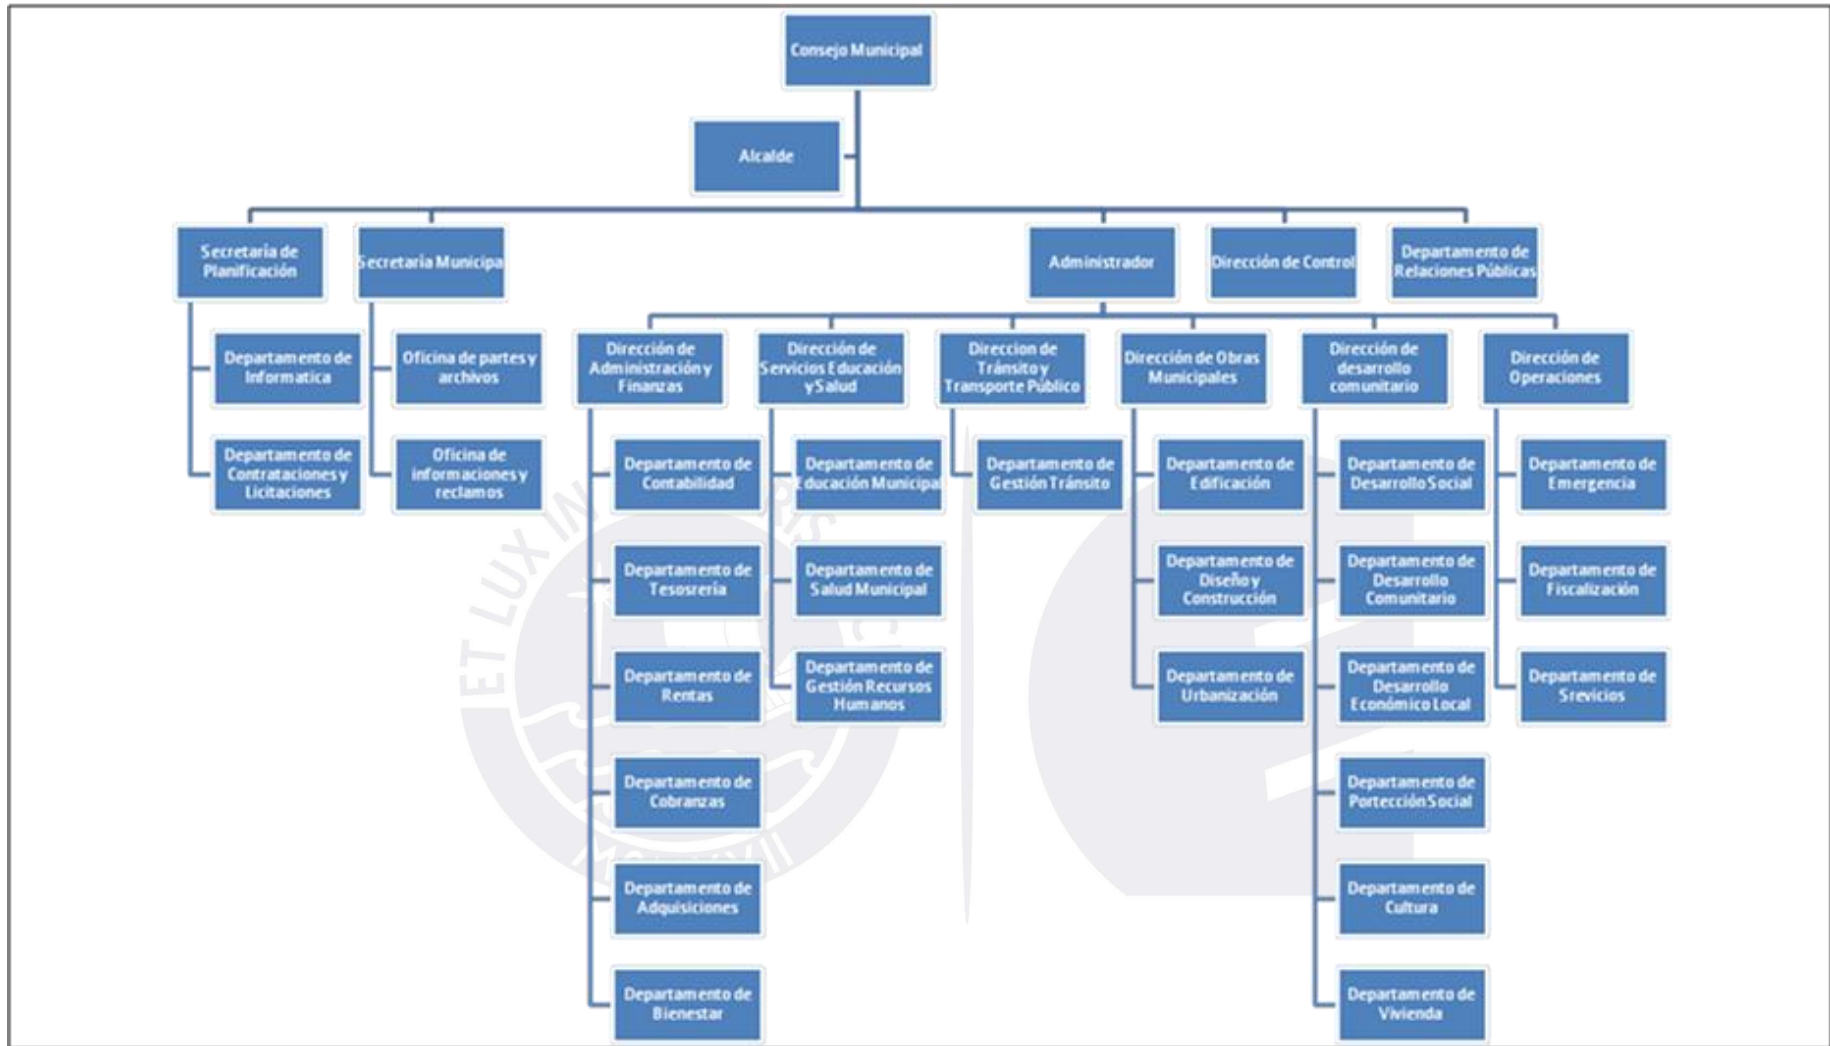 Consejo Municipal
Alcalde
Secretaría de
Planificación
Secretaría Municipa
Administrador
Dirección de Control
Departamento de
Relaciones Públicas
Departamento de
Informatica
Oficina de partes y
archivos
Dirección de
Administración y
Finanzas
Dirección de
Servicios Educación
y Salud
Direccion de
Tránsito y
Transporte Público
Dirección de Obras
Municipales
Dirección de
desarrollo
comunitario
Dirección de
Operaciones
Departamento de
Contrataciones y
Licitaciones
Oficina de
informaciones y
reclamos
Departamento de
Contabilidad
Departamento de
Educación Municipal
Departamento de
Gestión Tránsito
Departamento de
Edificación
Departamento de
Desarrollo Social
Departamento de
Emergencia
Departamento de
Tesosrería
Departamento de
Salud Municipal
Departamento de
Diseño y
Construcción
Departamento de
Desarrollo
Comunitario
Departamento de
Fiscalización
Departamento de
Rentas
Departamento de
Gestión Recursos
Humanos
Departamento de
Urbanización
Departamento de
Desarrollo
Económico Local
Departamento de
Srevicios
Departamento de
Cobranzas
Departamento de
Portección Social
Departamento de
Adquisiciones
Departamento de
Cultura
Departamento de
Bienestar
Departamento de
Vivienda
ET LUX IN